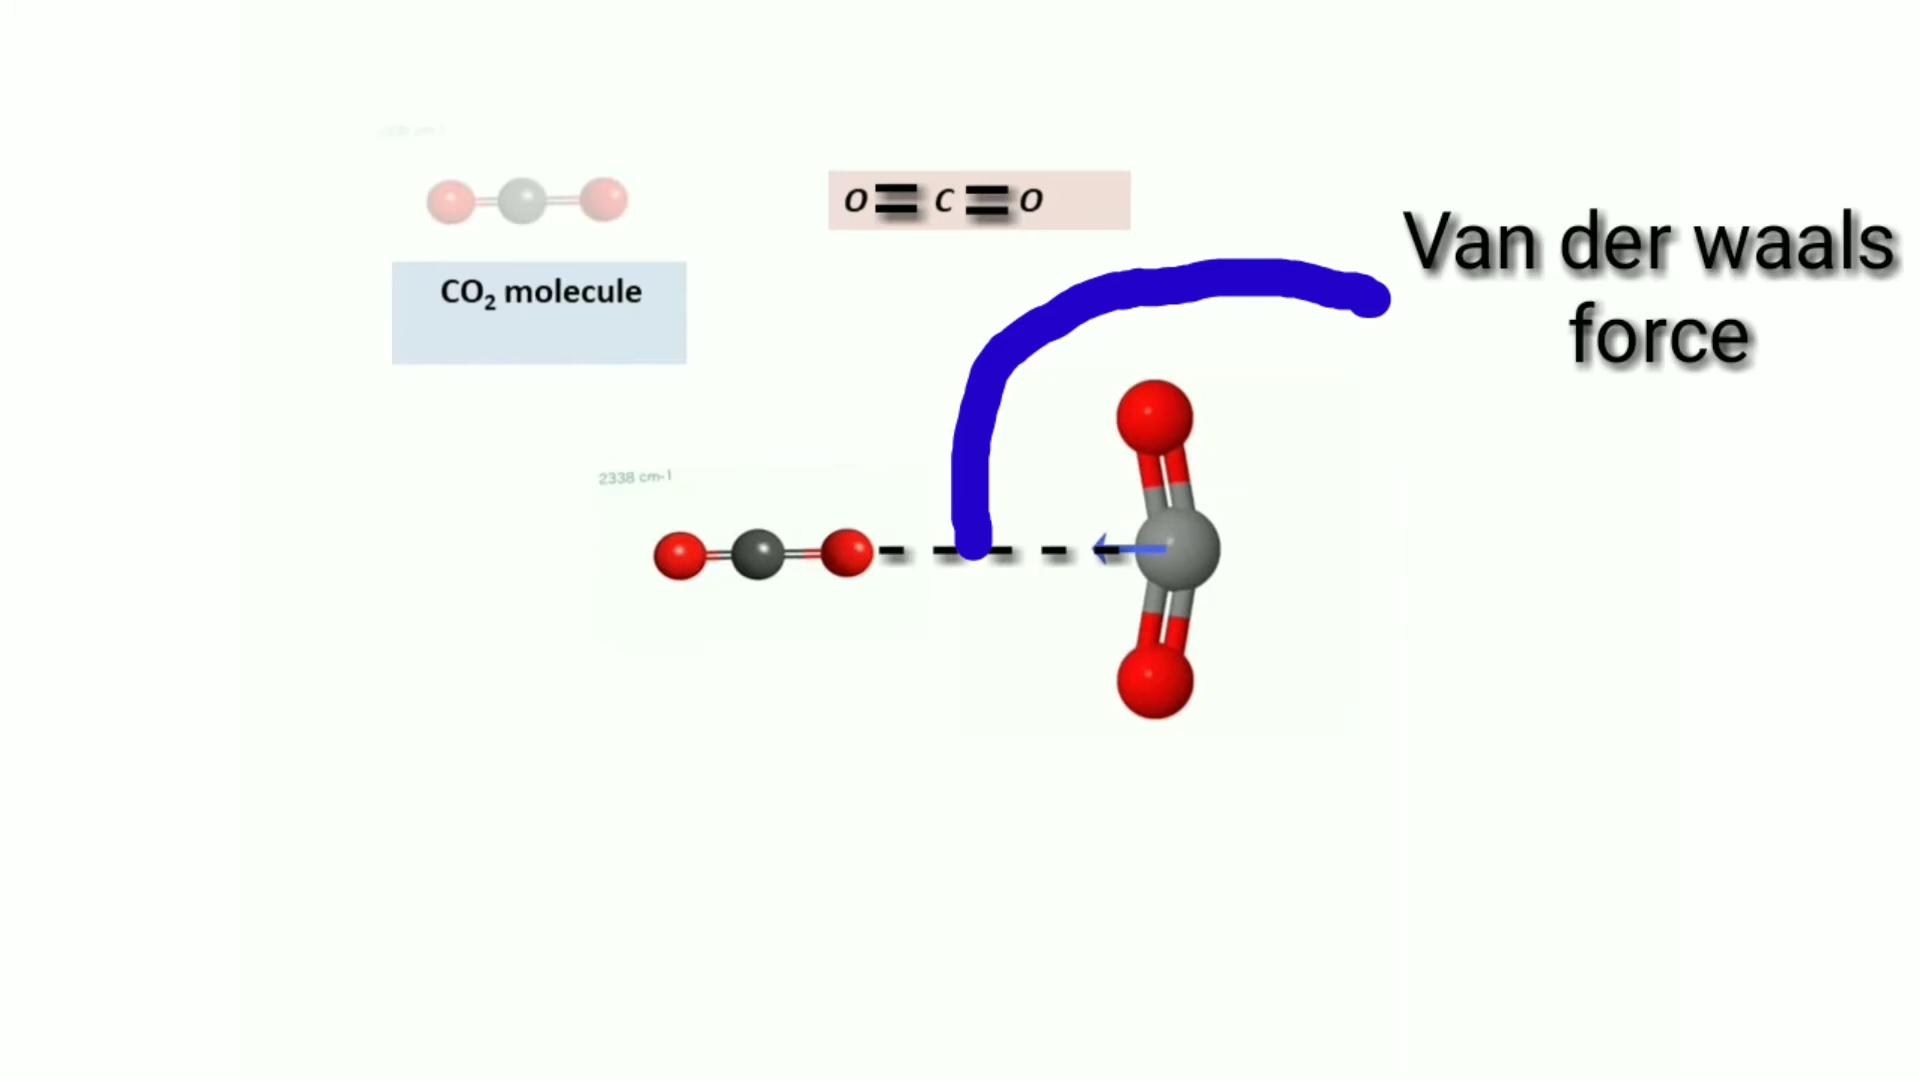 o=c=o
Van der waals
force
CO₂ molecule
2338 cm-1